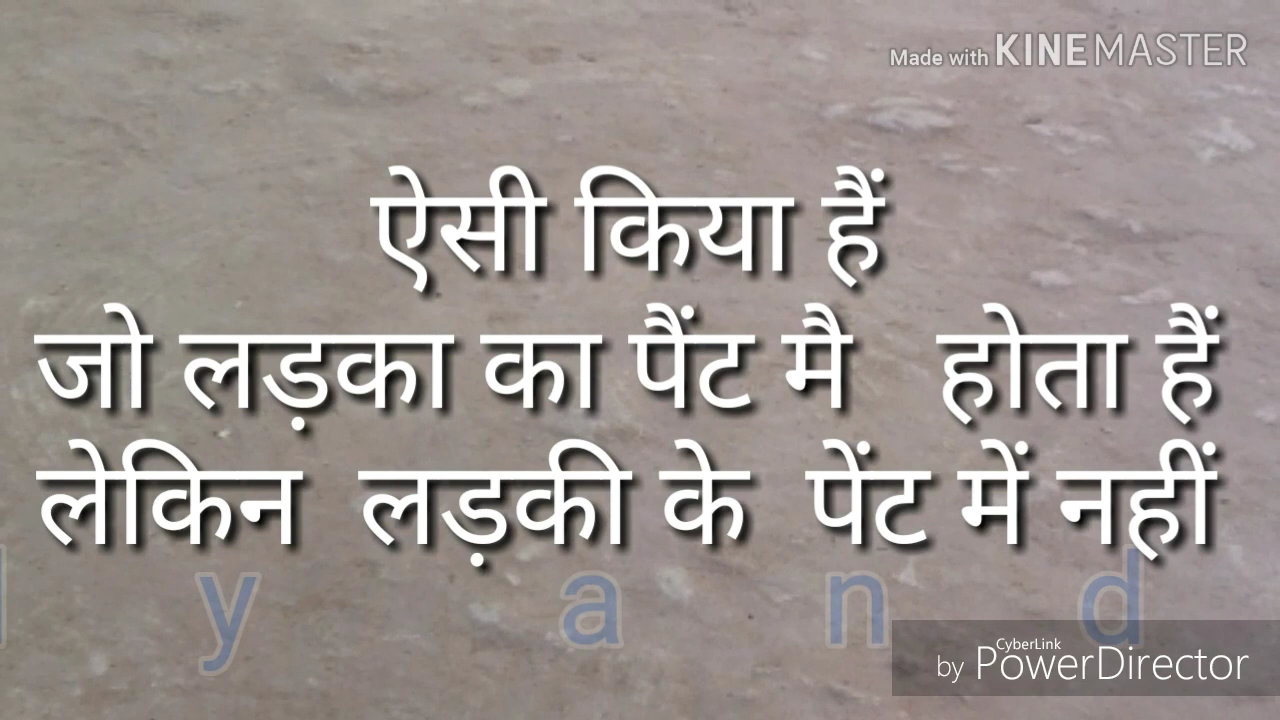 Made with KINEMASTER
ऐसी किया हैं
जो लड़का का पैंट मै होता हैं
लेकिन लड़की के पेंट में नहीं
y a n d
CyberLink
by PowerDirector